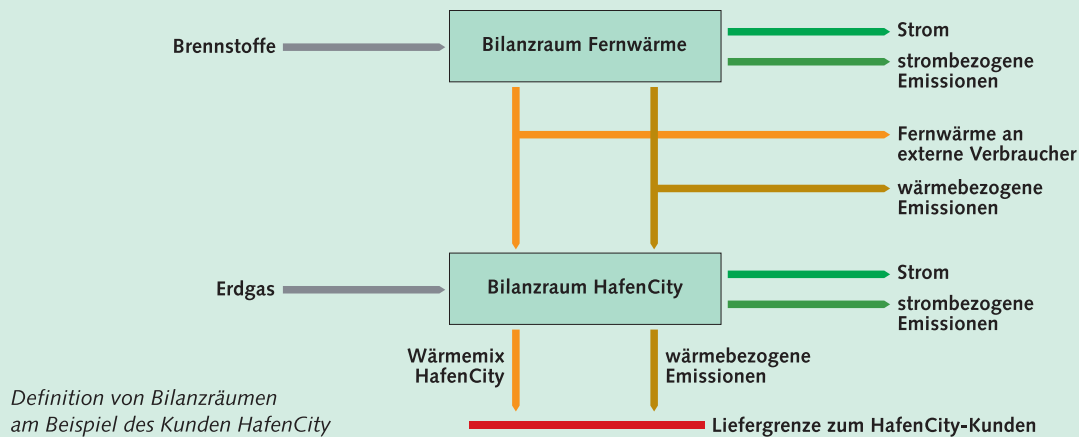 Brennstoffe
Bilanzraum Fernwärme
Strom
strombezogene
Emissionen
Fernwärme an
externe Verbraucher
wärmebezogene
Emissionen
Erdgas
Bilanzraum HafenCity
Strom
strombezogene
Emissionen
Wärmemix
HafenCity
wärmebezogene
Emissionen
Definition von Bilanzräumen
am Beispiel des Kunden HafenCity
Liefergrenze zum HafenCity-Kunden